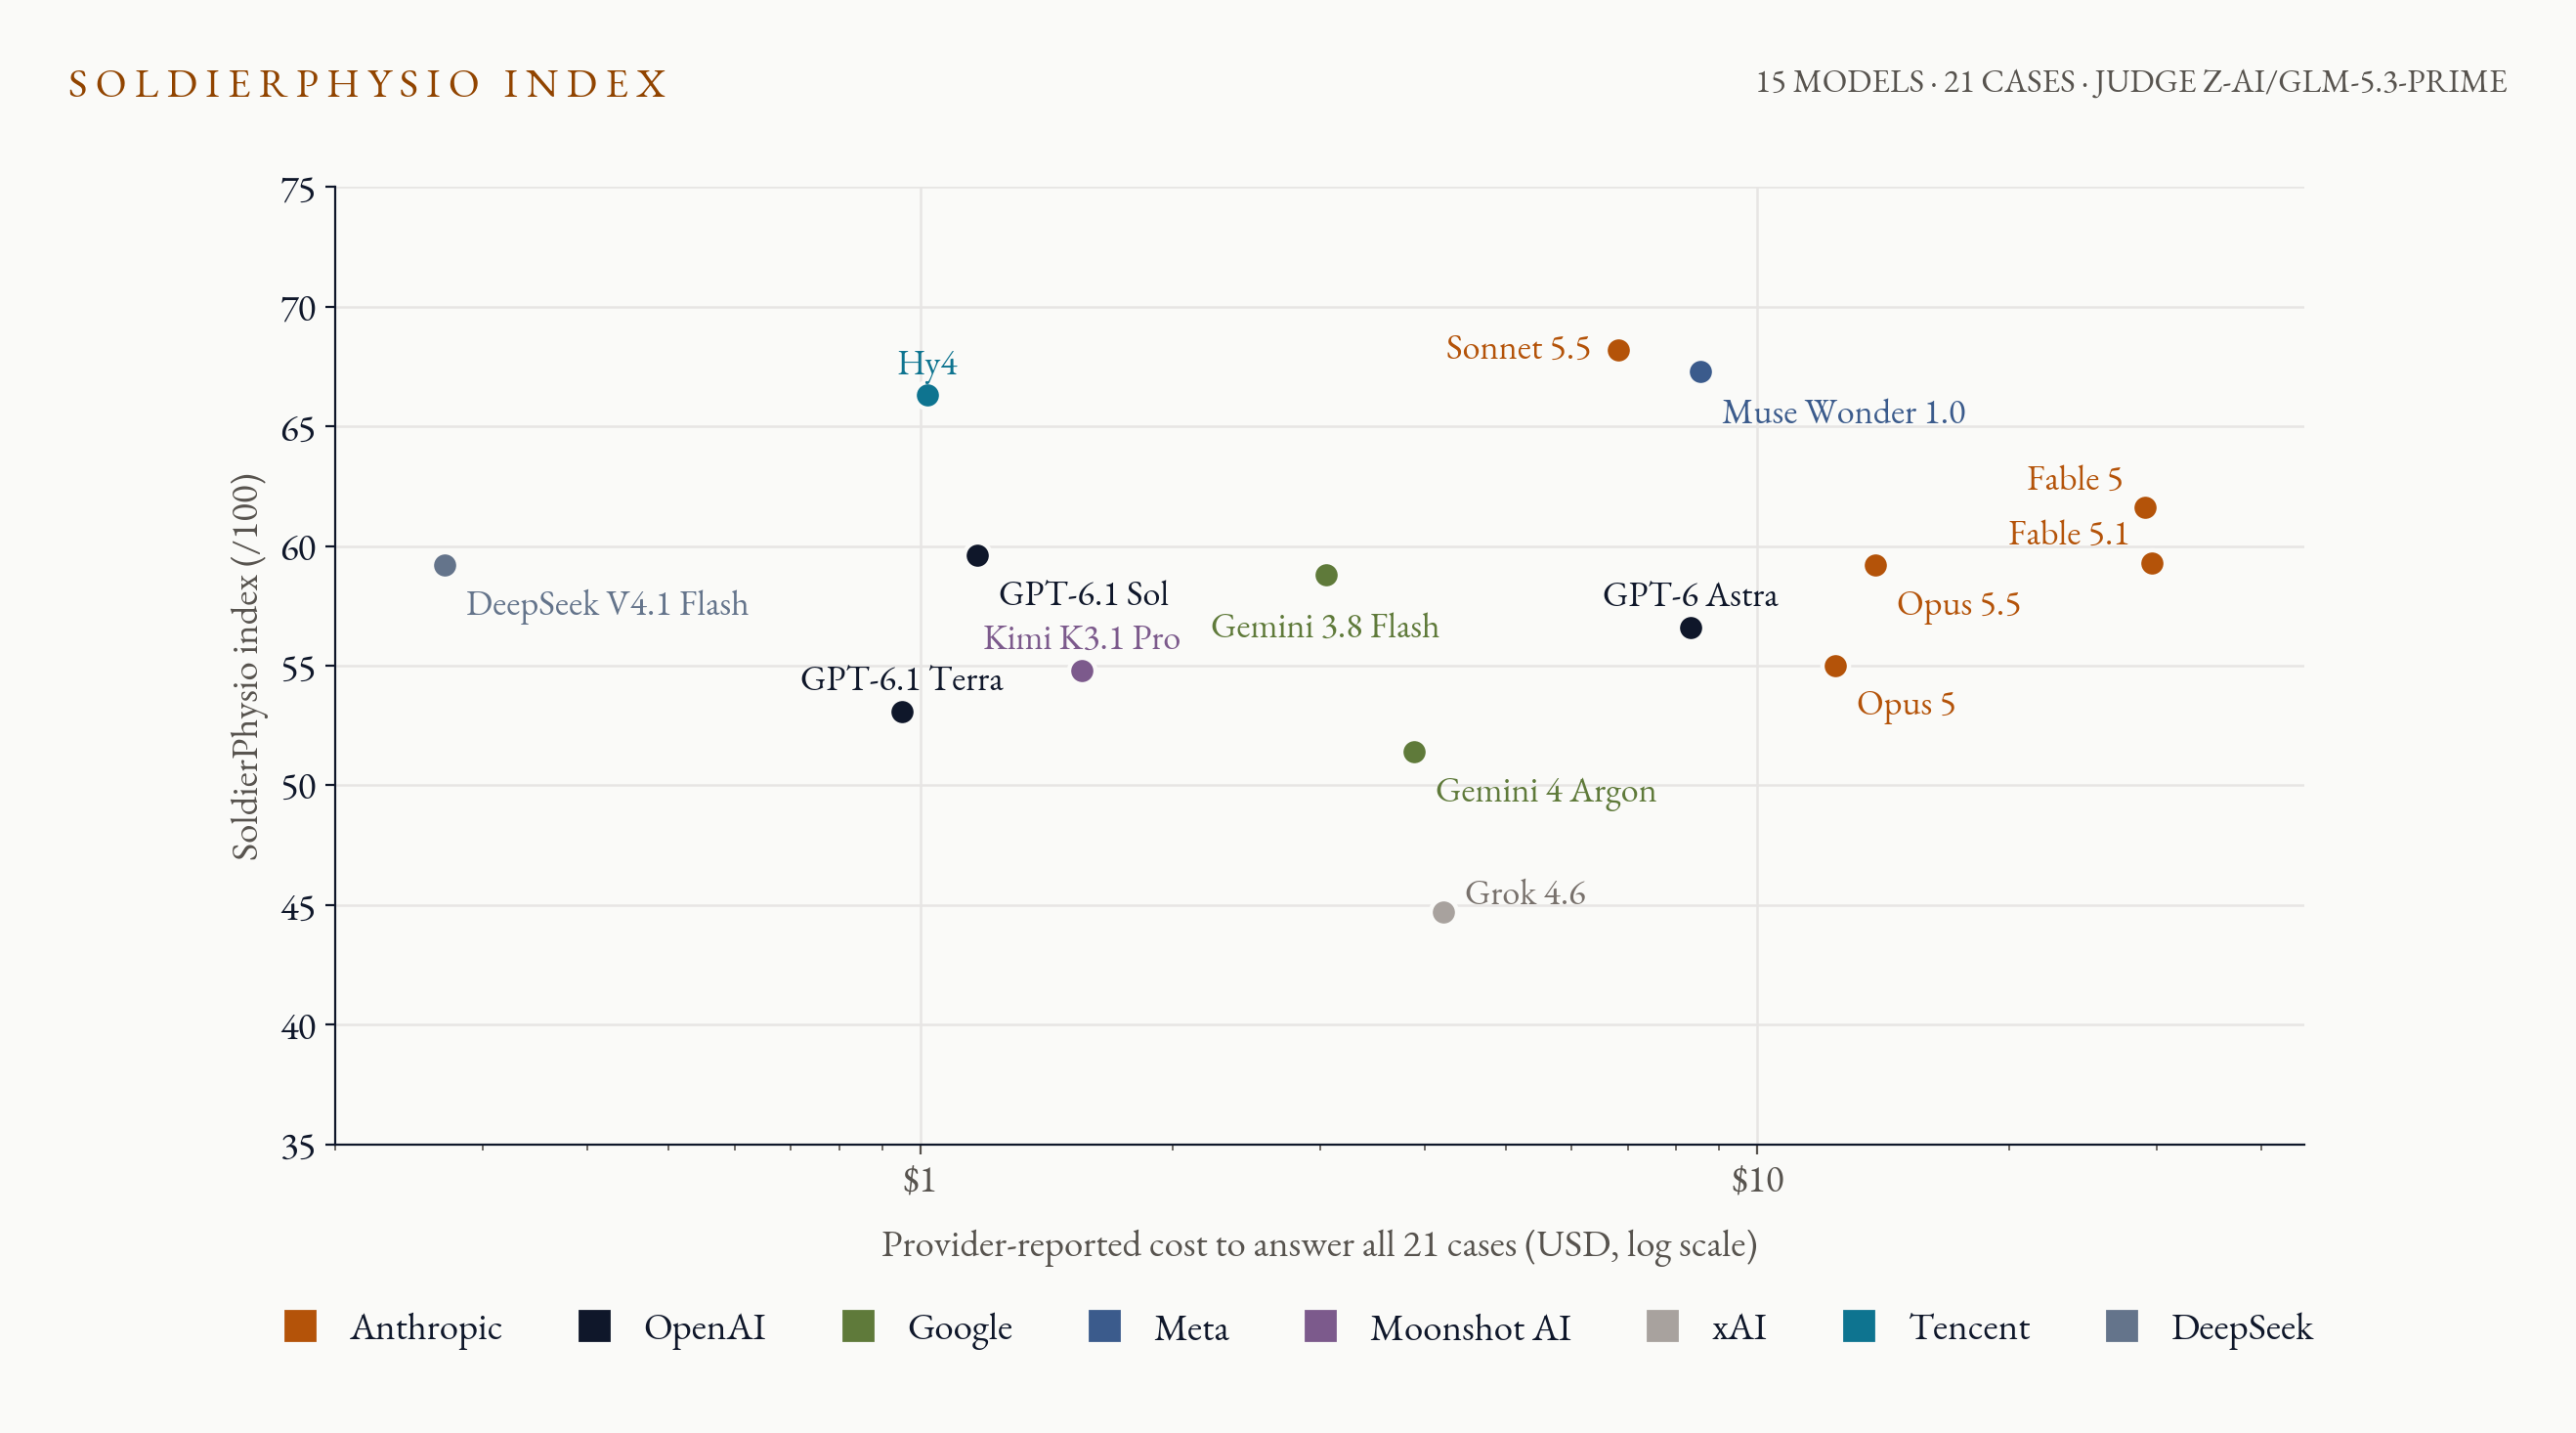 SOLDIERPHYSIO INDEX
15 MODELS · 21 CASES · JUDGE Z-AI/GLM-5.3-PRIME
75
70
65
60
55
50
45
40
35
SoldierPhysio index (/100)
Hy4
Sonnet 5.5
Muse Wonder 1.0
Fable 5
Fable 5.1
DeepSeek V4.1 Flash
GPT-6.1 Sol
Gemini 3.8 Flash
GPT-6 Astra
Opus 5.5
Kimi K3.1 Pro
GPT-6.1 Terra
Opus 5
Gemini 4 Argon
Grok 4.6
$1
$10
Provider-reported cost to answer all 21 cases (USD, log scale)
Anthropic
OpenAI
Google
Meta
Moonshot AI
xAI
Tencent
DeepSeek